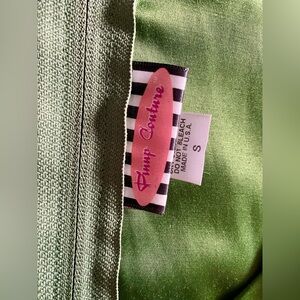 Pinup Couture
DO NOT BLEACH
MADE IN U.S.A.
S